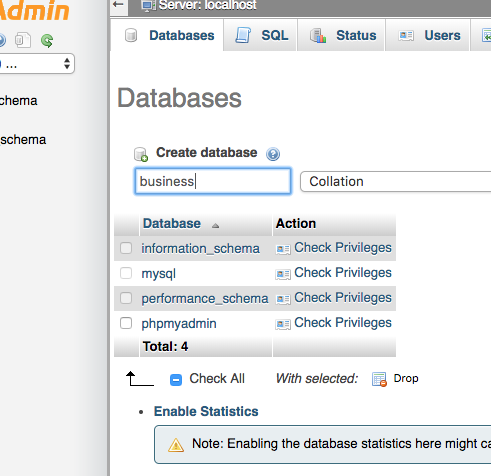 Admin
Server: localhost
Databases SQL Status Users
...
schema
schema
Databases
Create database
business Collation
Database Action
information_schema Check Privileges
mysql Check Privileges
performance_schema Check Privileges
phpmyadmin Check Privileges
Total: 4
Check All With selected: Drop
• Enable Statistics
Note: Enabling the database statistics here might ca